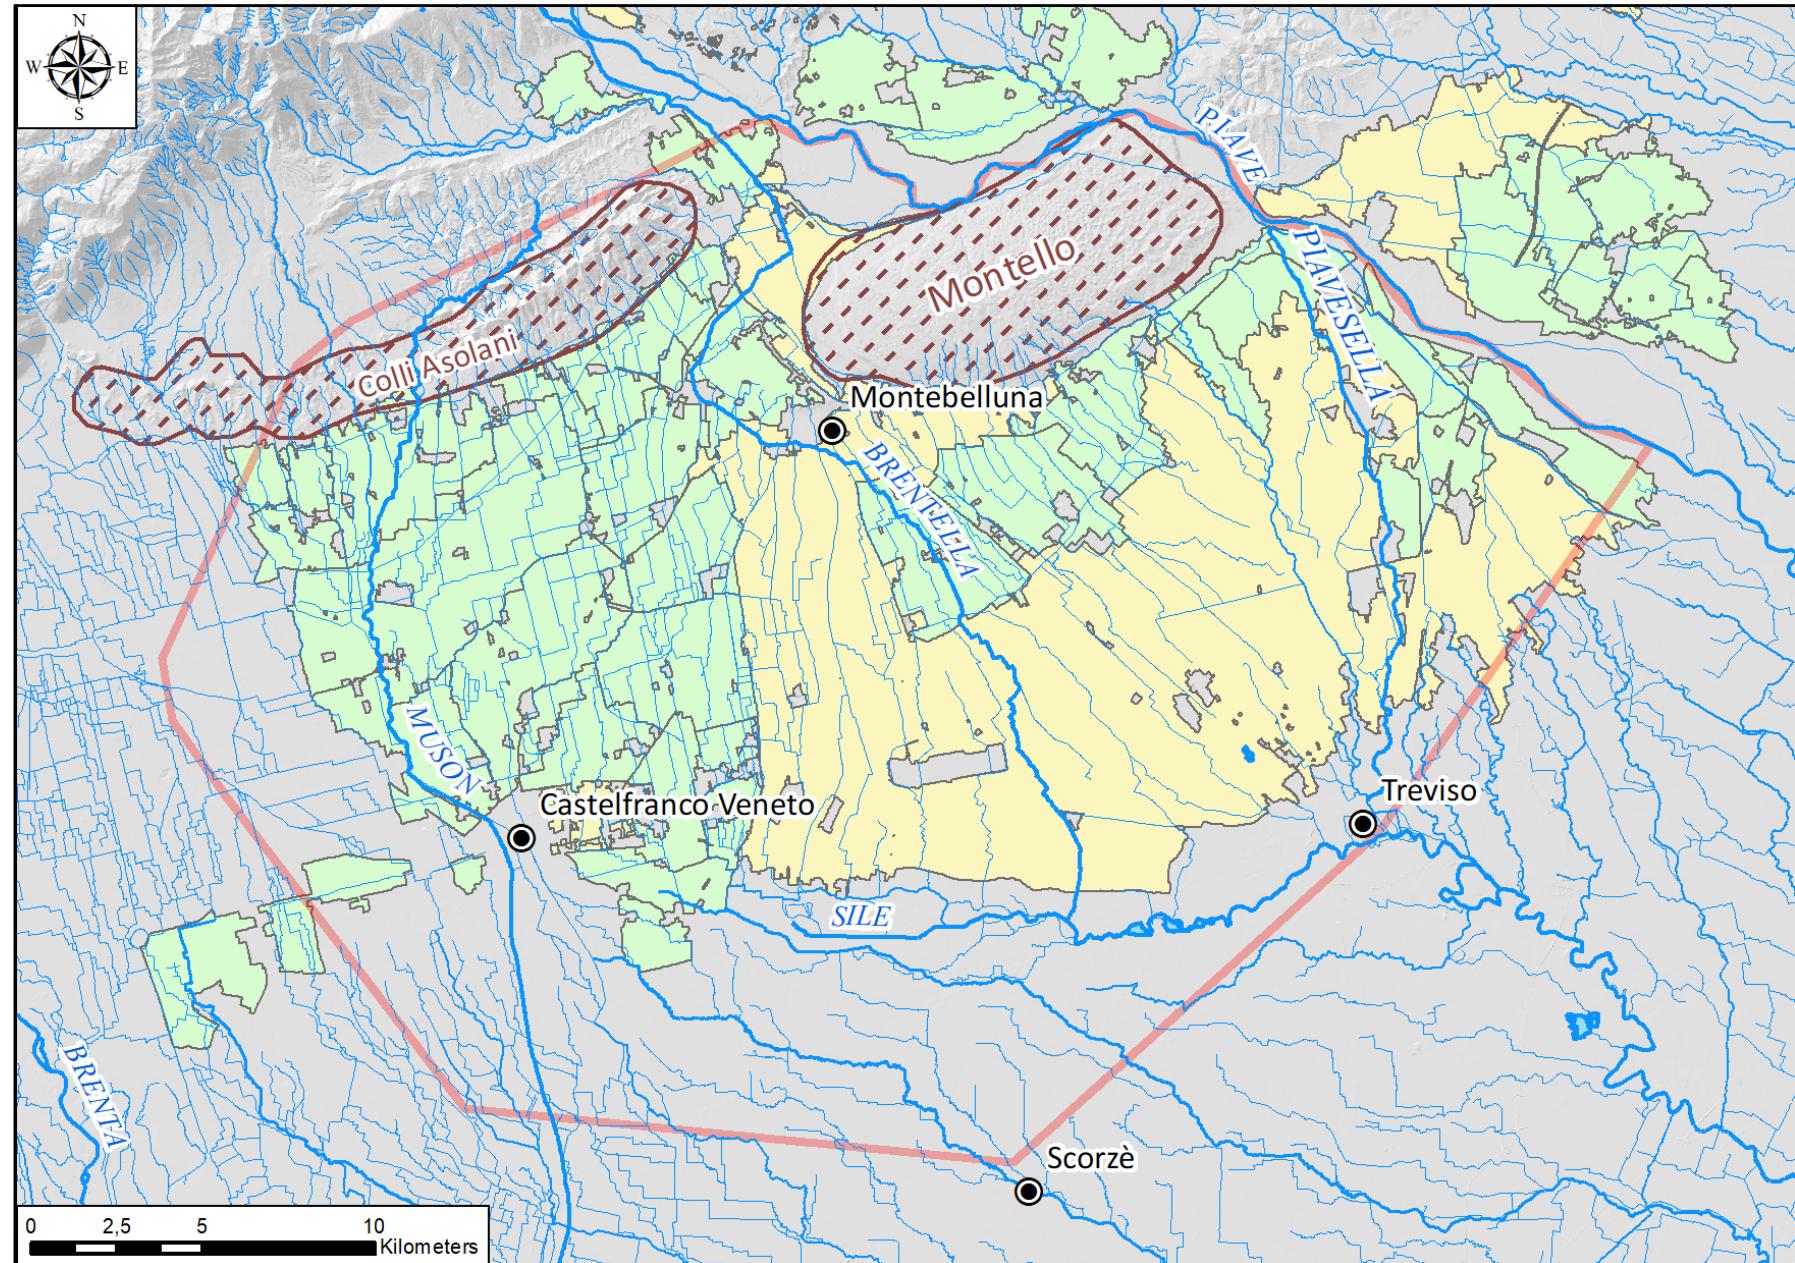 N
W E
S
PIAVE
PIAVESELLA
Montello
Colli Asolani
Montebelluna
BRENTELLA
MUSON
Castelfranco Veneto
Treviso
SILE
BRENTA
Scorzè
0 2,5 5 10
Kilometers